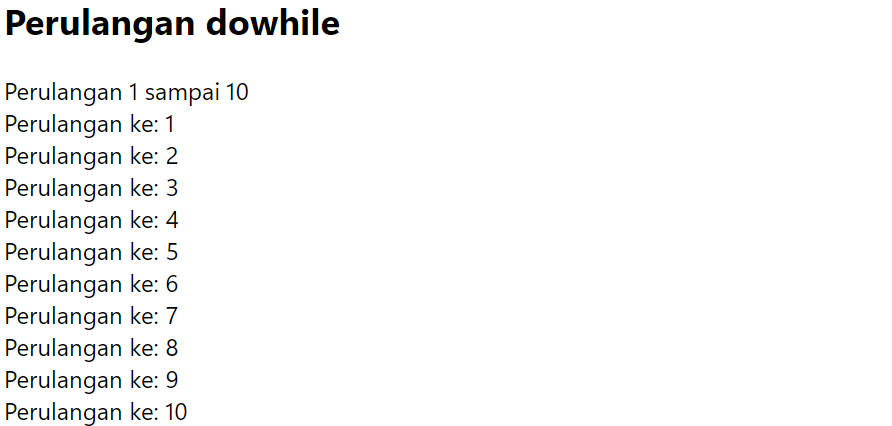 Perulangan dowhile
Perulangan 1 sampai 10
Perulangan ke: 1
Perulangan ke: 2
Perulangan ke: 3
Perulangan ke: 4
Perulangan ke: 5
Perulangan ke: 6
Perulangan ke: 7
Perulangan ke: 8
Perulangan ke: 9
Perulangan ke: 10